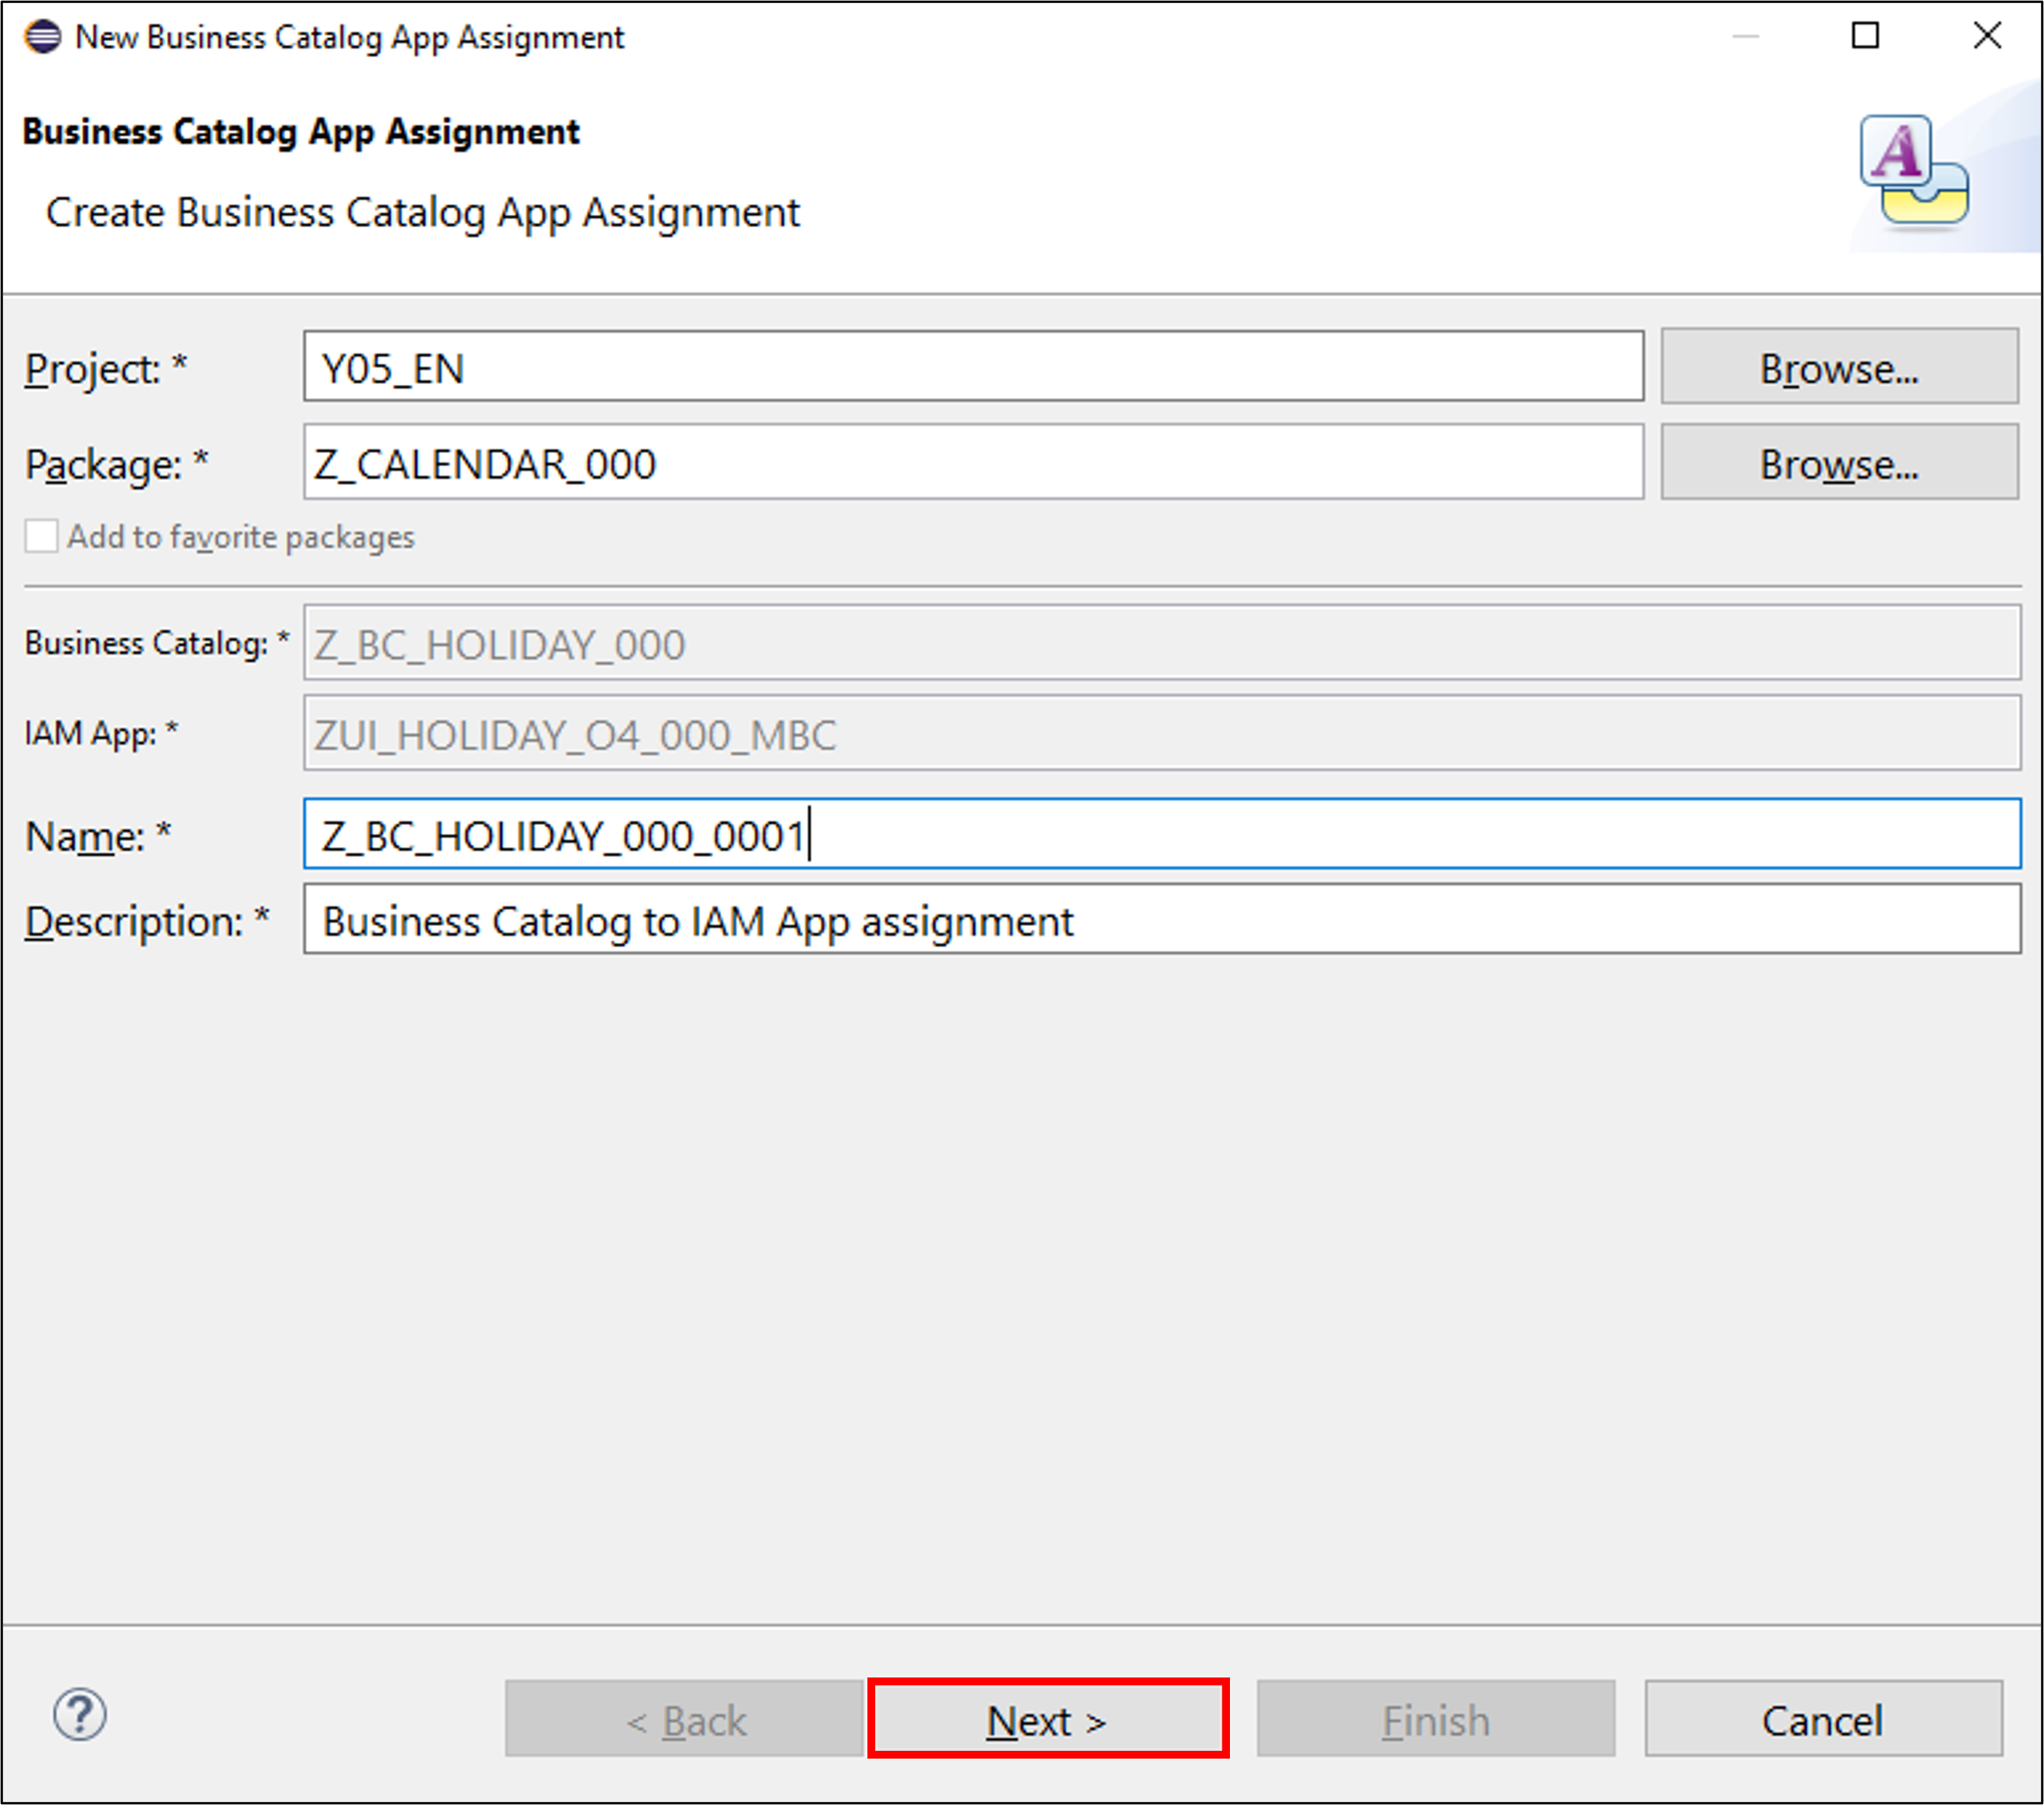 New Business Catalog App Assignment
Business Catalog App Assignment
A
Create Business Catalog App Assignment
Project: * Y05_EN Browse...
Package: * Z_CALENDAR_000 Browse...
Add to favorite packages
Business Catalog: * Z_BC_HOLIDAY_000
IAM App: * ZUI_HOLIDAY_O4_000_MBC
Name: * Z_BC_HOLIDAY_000_0001
Description: * Business Catalog to IAM App assignment
? < Back Next > Finish Cancel